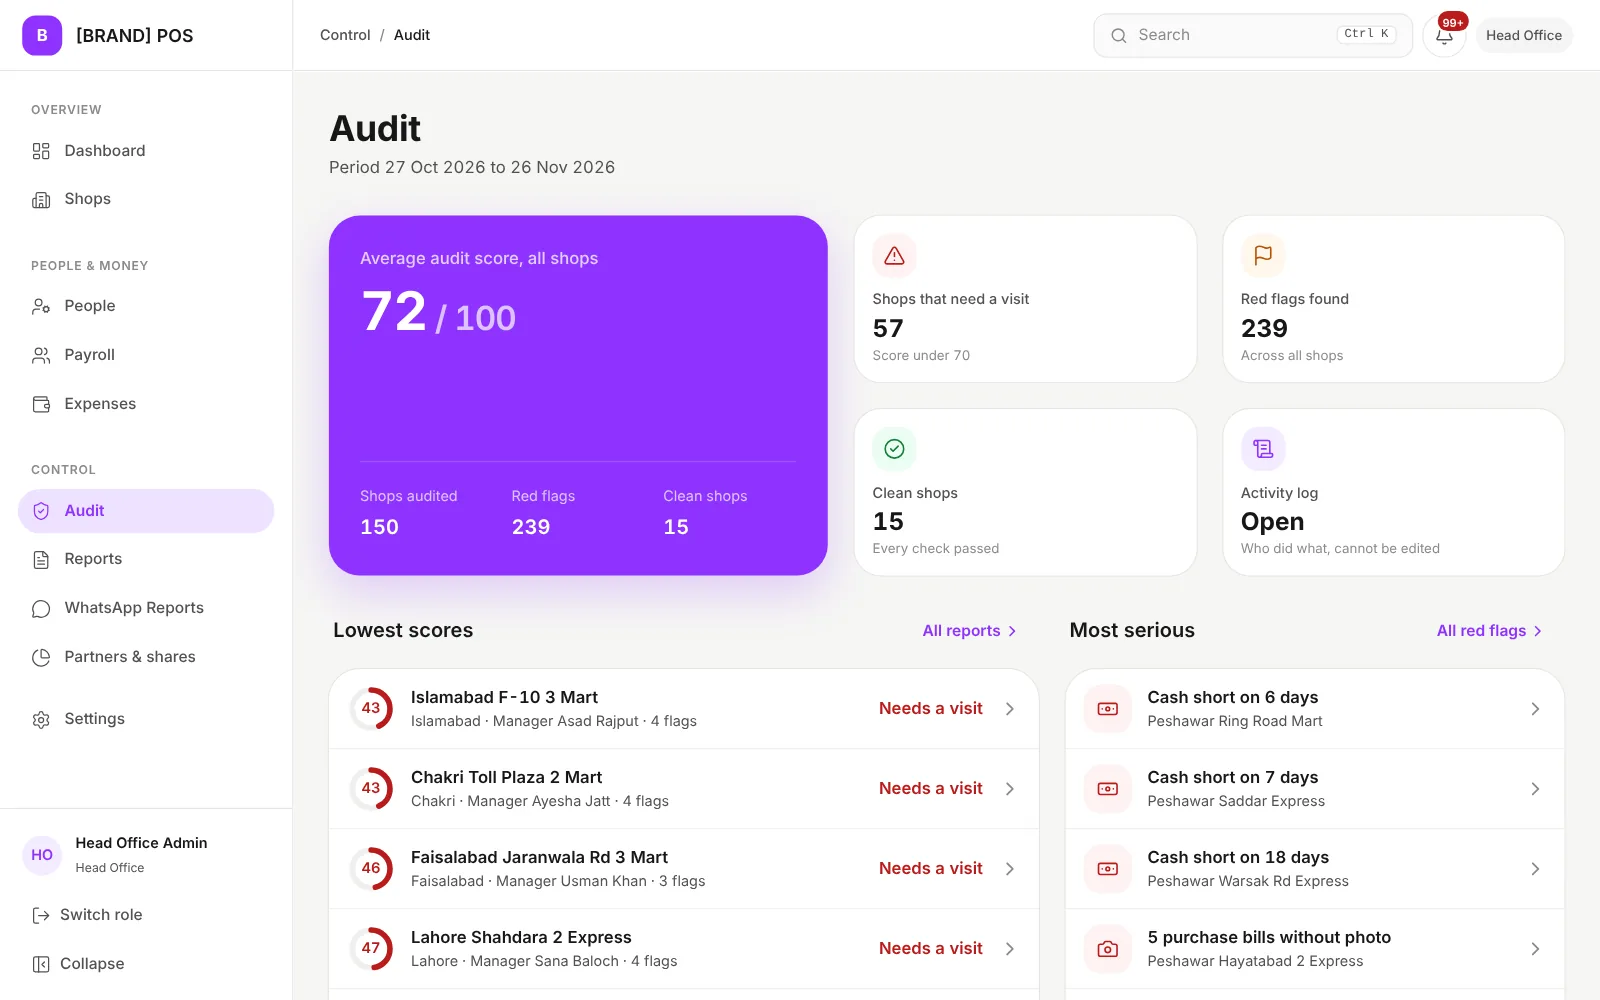 B
[BRAND] POS
Control / Audit
Search
Ctrl K
99+
Head Office
OVERVIEW
Dashboard
Shops
PEOPLE & MONEY
People
Payroll
Expenses
CONTROL
Audit
Reports
WhatsApp Reports
Partners & shares
Settings
HO
Head Office Admin
Head Office
Switch role
Collapse
Audit
Period 27 Oct 2026 to 26 Nov 2026
Average audit score, all shops
72 / 100
Shops audited
150
Red flags
239
Clean shops
15
Shops that need a visit
57
Score under 70
Red flags found
239
Across all shops
Clean shops
15
Every check passed
Activity log
Open
Who did what, cannot be edited
Lowest scores
All reports
43
Islamabad F-10 3 Mart
Islamabad · Manager Asad Rajput · 4 flags
Needs a visit
43
Chakri Toll Plaza 2 Mart
Chakri · Manager Ayesha Jatt · 4 flags
Needs a visit
46
Faisalabad Jaranwala Rd 3 Mart
Faisalabad · Manager Usman Khan · 3 flags
Needs a visit
47
Lahore Shahdara 2 Express
Lahore · Manager Sana Baloch · 4 flags
Needs a visit
Most serious
All red flags
Cash short on 6 days
Peshawar Ring Road Mart
Cash short on 7 days
Peshawar Saddar Express
Cash short on 18 days
Peshawar Warsak Rd Express
5 purchase bills without photo
Peshawar Hayatabad 2 Express